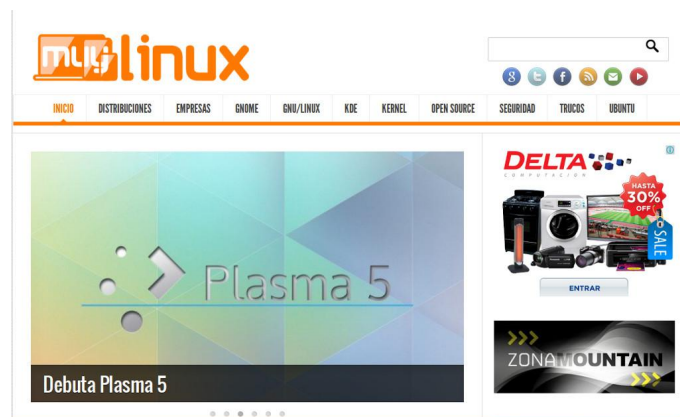 muy linux
INICIO DISTRIBUCIONES EMPRESAS GNOME GNU/LINUX KDE KERNEL OPEN SOURCE SEGURIDAD TRUCOS UBUNTU
Plasma 5
Debuta Plasma 5
DELTA
COMPUTACION
HASTA
30%
OFF
SALE
ENTRAR
ZONAMOUNTAIN